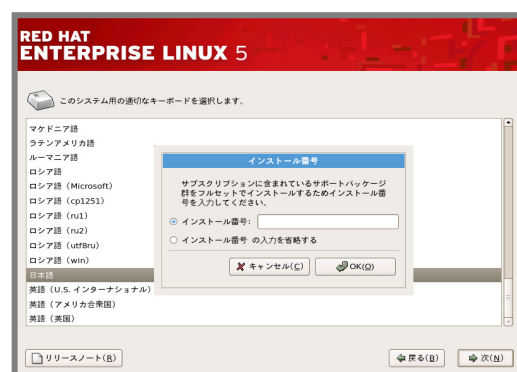 RED HAT
ENTERPRISE LINUX 5
このシステム用の適切なキーボードを選択します。
マケドニア語
ラテンアメリカ語
ルーマニア語
ロシア語
ロシア語 (Microsoft)
ロシア語 (cp1251)
ロシア語 (ru1)
ロシア語 (ru2)
ロシア語 (utf8ru)
ロシア語 (win)
日本語
英語 (U.S. インターナショナル)
英語 (アメリカ合衆国)
英語 (英国)
インストール番号
サブスクリプションに含まれているサポートパッケージ
群をフルセットでインストールするためインストール番
号を入力してください。
インストール番号:
インストール番号 の入力を省略する
キャンセル(C)
OK(O)
リリースノート(R)
戻る(B)
次(N)